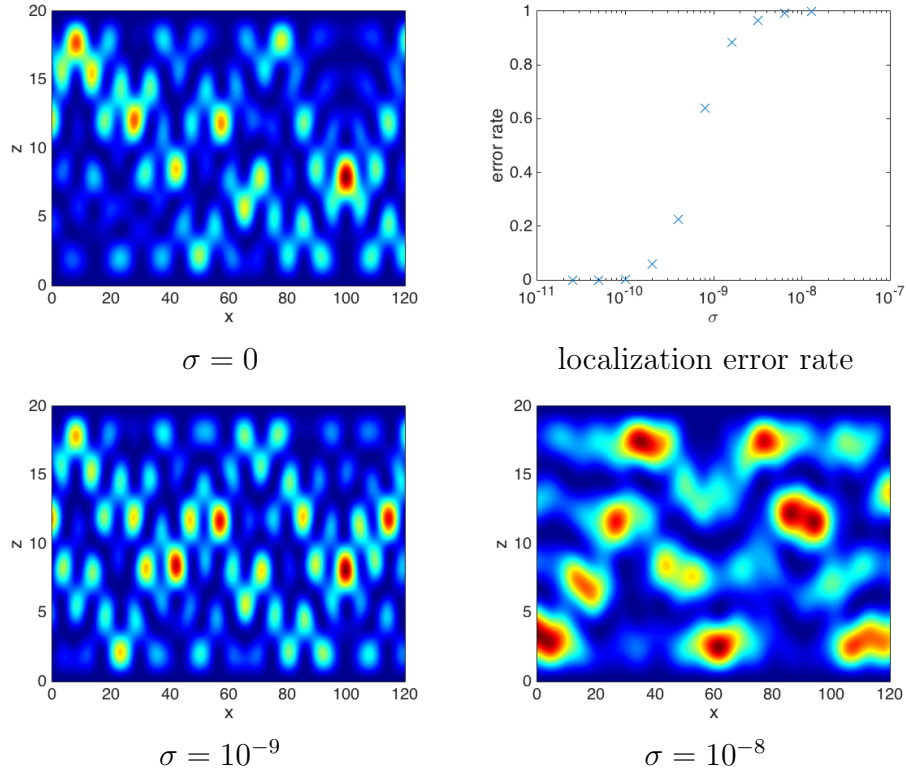 20
15
10
5
0
z
0 20 40 60 80 100 120
x
σ = 0
1
0.8
0.6
0.4
0.2
0
error rate
10⁻¹¹ 10⁻¹⁰ 10⁻⁹ 10⁻⁸ 10⁻⁷
σ
localization error rate
20
15
10
5
0
z
0 20 40 60 80 100 120
x
σ = 10⁻⁹
20
15
10
5
0
z
0 20 40 60 80 100 120
x
σ = 10⁻⁸